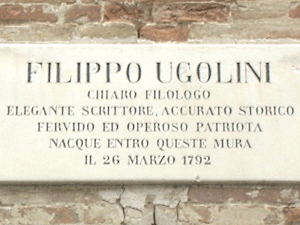 FILIPPO UGOLINI
CHIARO FILOLOGO
ELEGANTE SCRITTORE, ACCURATO STORICO
FERVIDO ED OPEROSO PATRIOTA
NACQUE ENTRO QUESTE MURA
IL 26 MARZO 1792